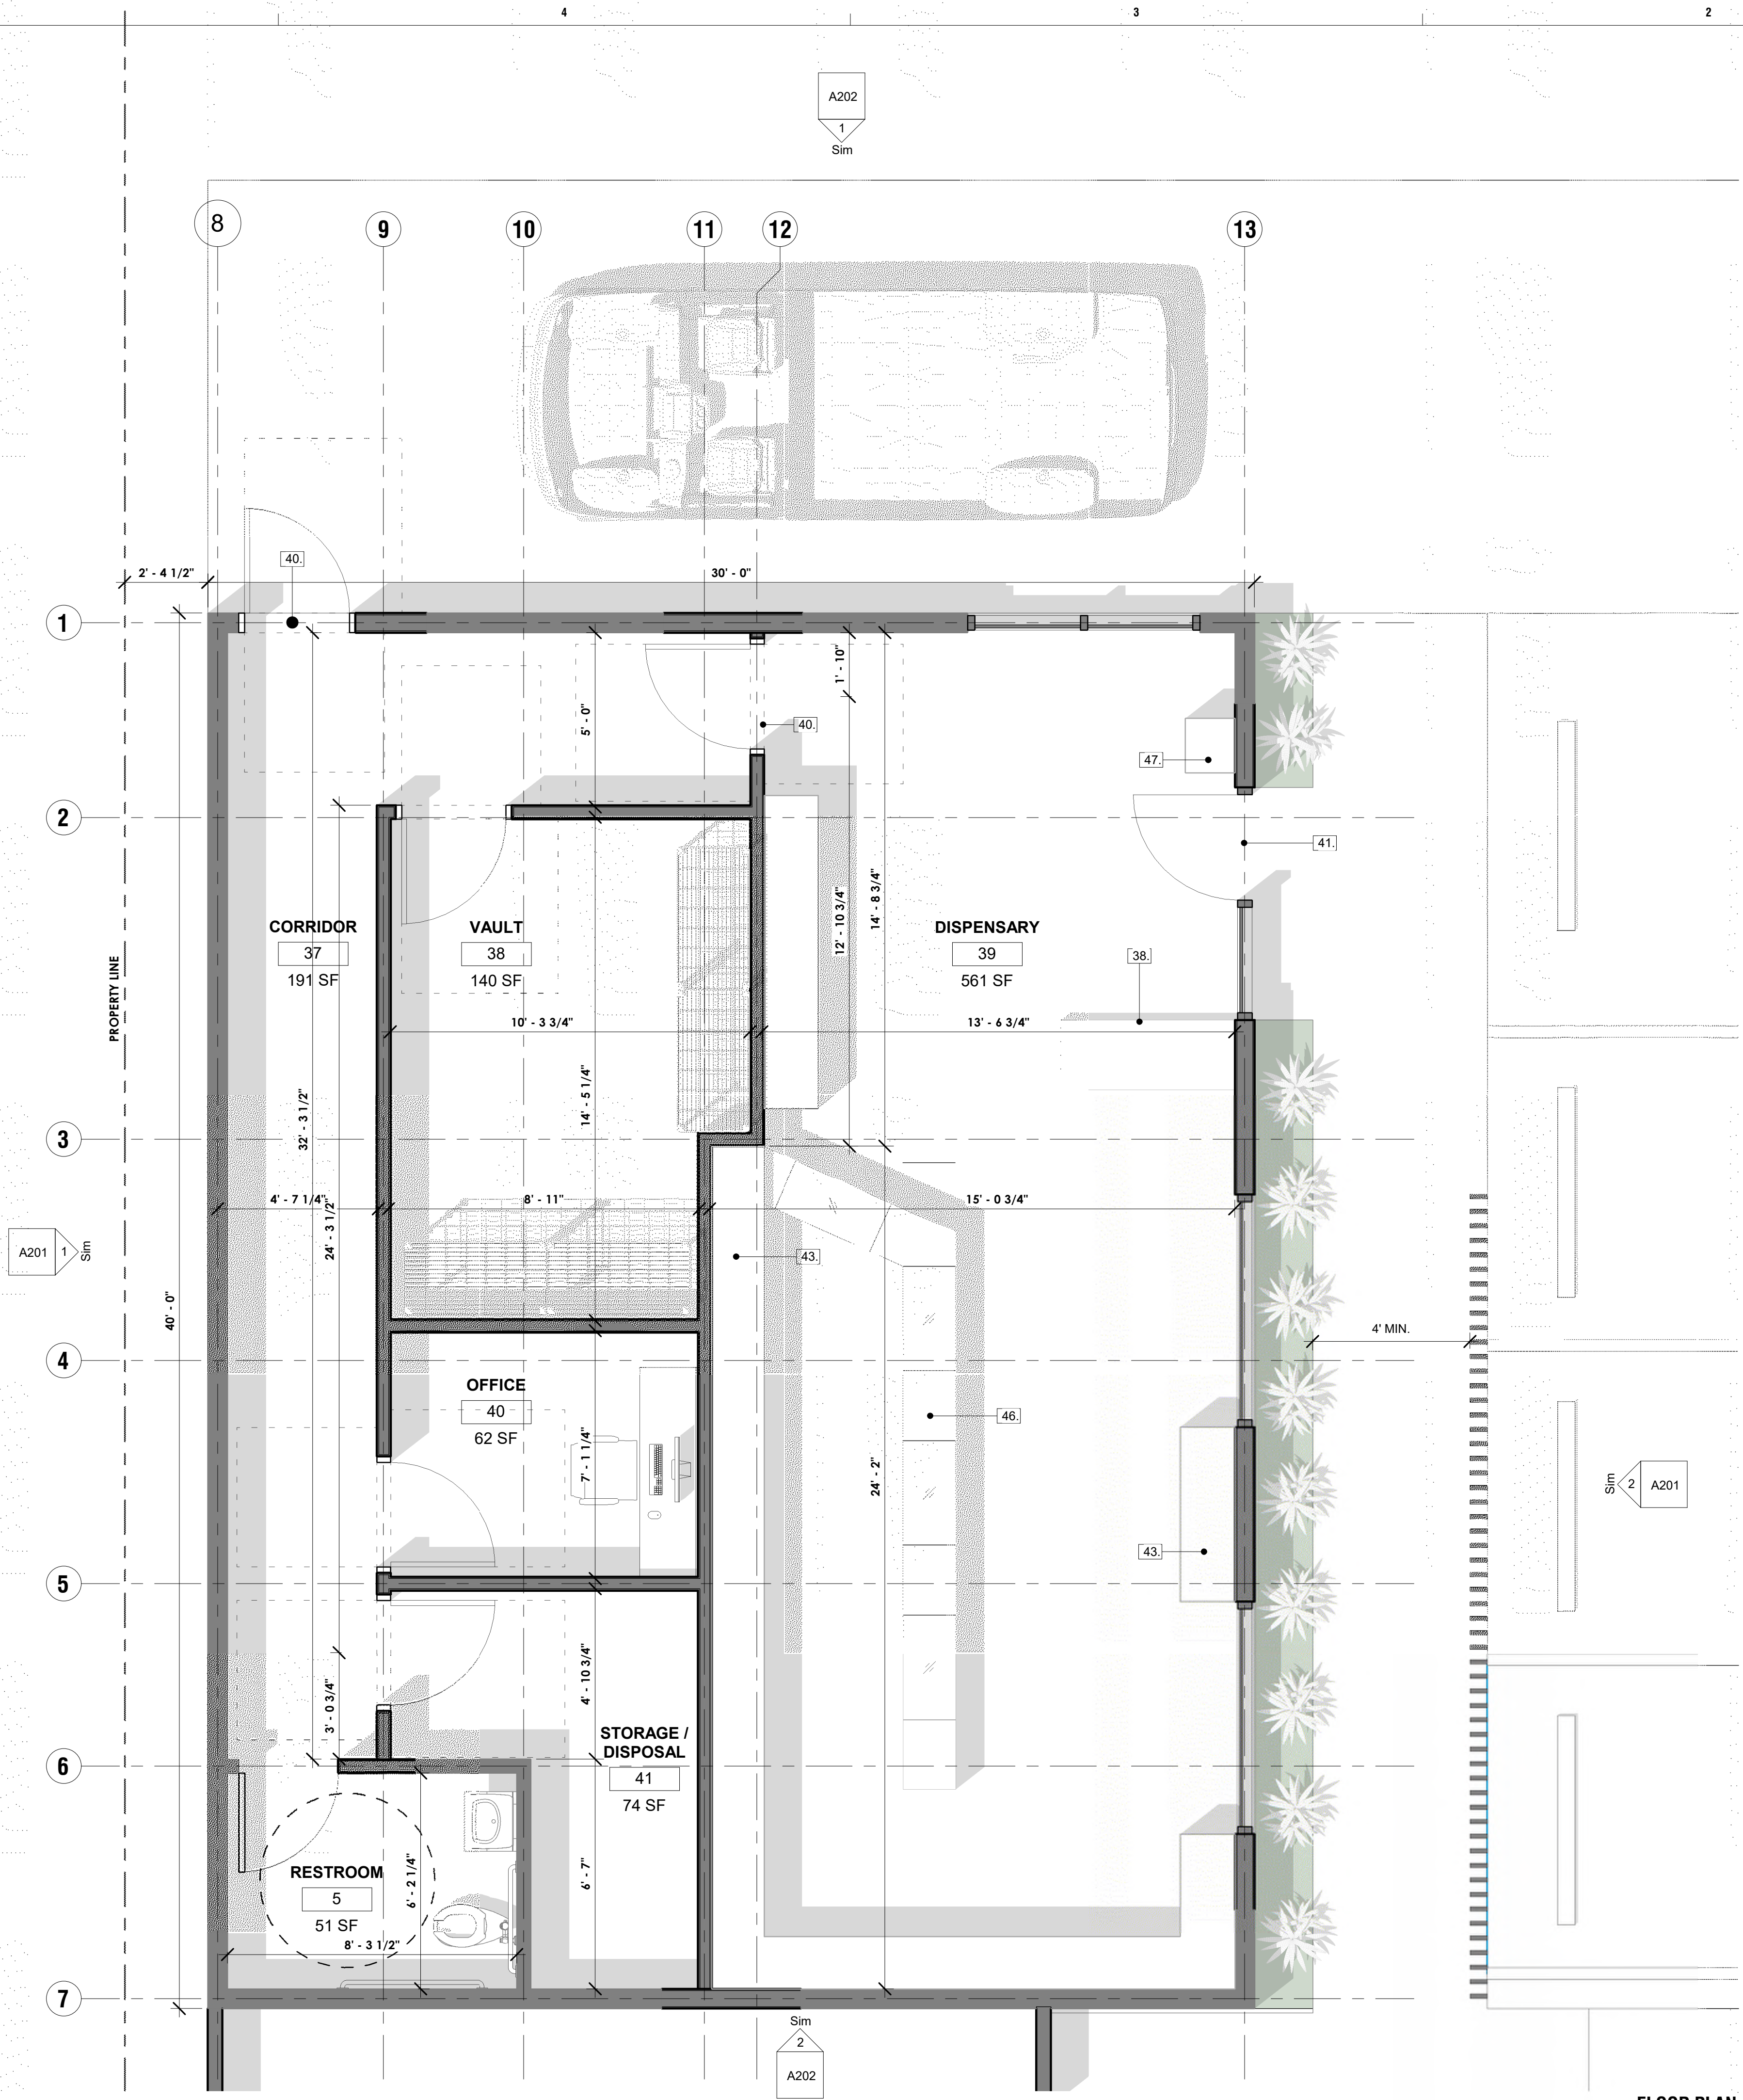 4
3
2
A202
1
Sim
8
9
10
11
12
13
40.
2' - 4 1/2"
30' - 0"
1
1' - 10"
5' - 0"
40.
47.
2
41.
12' - 10 3/4"
14' - 8 3/4"
CORRIDOR
37
191 SF
VAULT
38
140 SF
DISPENSARY
39
561 SF
38.
PROPERTY LINE
10' - 3 3/4"
13' - 6 3/4"
32' - 3 1/2"
14' - 5 1/4"
3
4' - 7 1/4"
8' - 11"
15' - 0 3/4"
24' - 3 1/2"
A201
1
Sim
43.
40' - 0"
4' MIN.
4
OFFICE
40
62 SF
46.
7' - 1 1/4"
24' - 2"
Sim
2
A201
43.
5
4' - 10 3/4"
3' - 0 3/4"
STORAGE /
DISPOSAL
41
74 SF
6
RESTROOM
5
51 SF
6' - 2 1/4"
6' - 7"
8' - 3 1/2"
7
Sim
2
A202